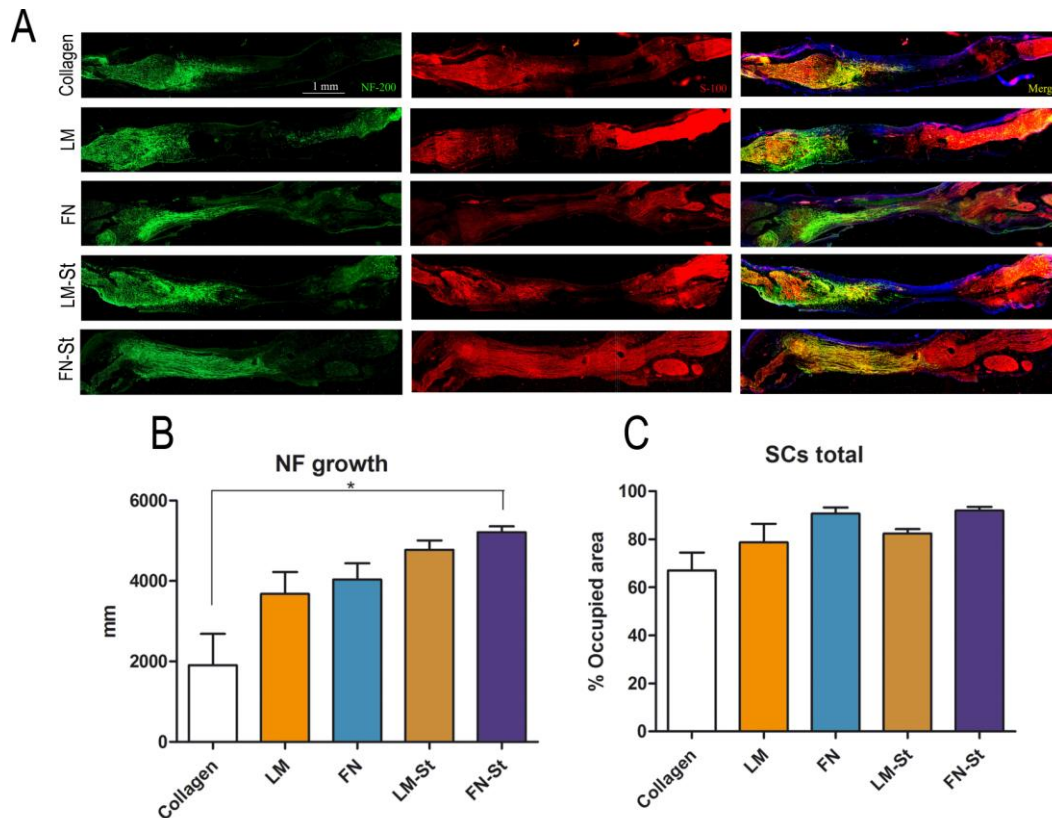 A
Collagen
1 mm
NF-200
S-100
Merg
LM
FN
LM-St
FN-St
B
NF growth
*
6000
4000
2000
0
mm
Collagen
LM
FN
LM-St
FN-St
C
SCs total
100
80
60
40
20
0
% Occupied area
Collagen
LM
FN
LM-St
FN-St